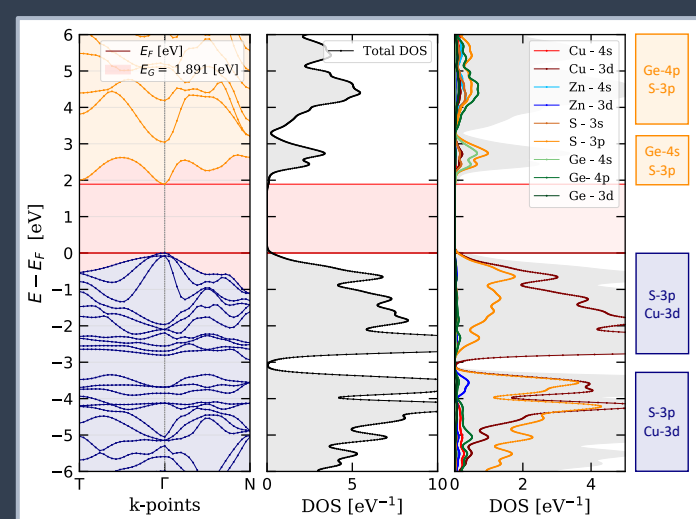 E − E_F [eV]
6
5
4
3
2
1
0
−1
−2
−3
−4
−5
−6
E_F [eV]
E_G = 1.891 [eV]
T
Γ
N
k-points
Total DOS
0
5
10
DOS [eV⁻¹]
Cu - 4s
Cu - 3d
Zn - 4s
Zn - 3d
S - 3s
S - 3p
Ge - 4s
Ge - 4p
Ge - 3d
0
2
4
DOS [eV⁻¹]
Ge-4p
S-3p
Ge-4s
S-3p
S-3p
Cu-3d
S-3p
Cu-3d